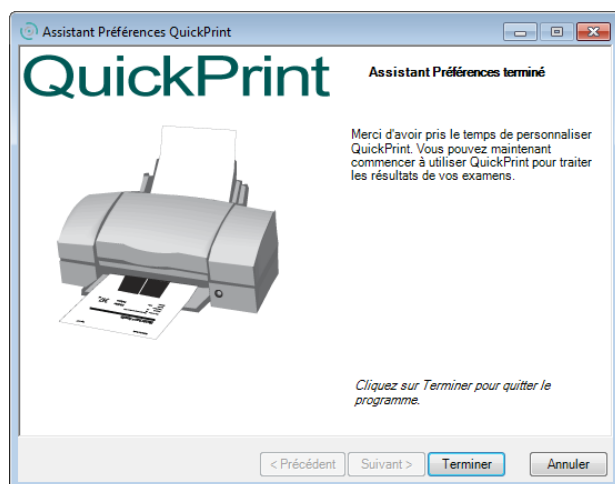 Assistant Préférences QuickPrint
QuickPrint
Assistant Préférences terminé
Merci d'avoir pris le temps de personnaliser
QuickPrint. Vous pouvez maintenant
commencer à utiliser QuickPrint pour traiter
les résultats de vos examens.
Cliquez sur Terminer pour quitter le
programme.
< Précédent
Suivant >
Terminer
Annuler